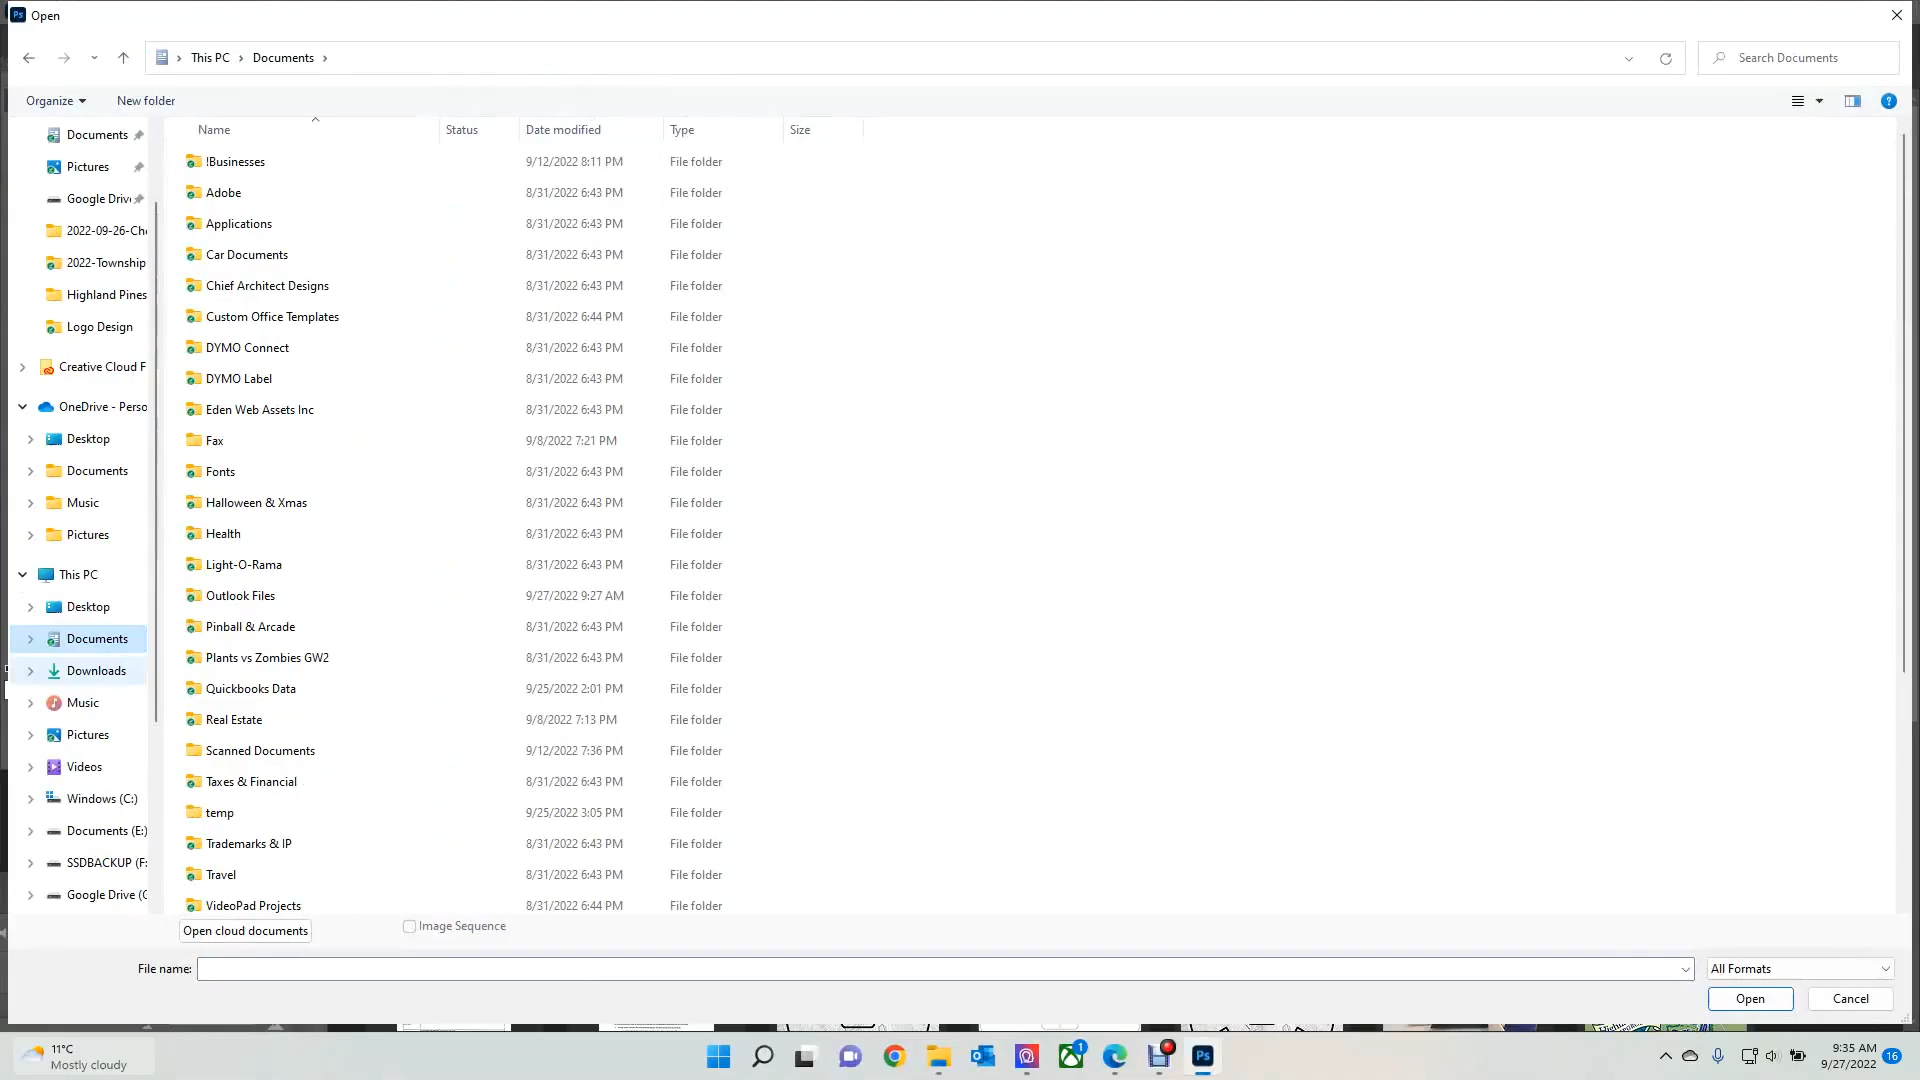 Ps Open
This PC > Documents >
Search Documents
Organize
New folder
Name Status Date modified Type Size
Documents
Pictures
Google Driv
2022-09-26-Ch
2022-Township
Highland Pines
Logo Design
Creative Cloud F
OneDrive - Perso
Desktop
Documents
Music
Pictures
This PC
Desktop
Documents
Downloads
Music
Pictures
Videos
Windows (C:)
Documents (E:)
SSDBACKUP (F:
Google Drive (G
!Businesses 9/12/2022 8:11 PM File folder
Adobe 8/31/2022 6:43 PM File folder
Applications 8/31/2022 6:43 PM File folder
Car Documents 8/31/2022 6:43 PM File folder
Chief Architect Designs 8/31/2022 6:43 PM File folder
Custom Office Templates 8/31/2022 6:44 PM File folder
DYMO Connect 8/31/2022 6:43 PM File folder
DYMO Label 8/31/2022 6:43 PM File folder
Eden Web Assets Inc 8/31/2022 6:43 PM File folder
Fax 9/8/2022 7:21 PM File folder
Fonts 8/31/2022 6:43 PM File folder
Halloween & Xmas 8/31/2022 6:43 PM File folder
Health 8/31/2022 6:43 PM File folder
Light-O-Rama 8/31/2022 6:43 PM File folder
Outlook Files 9/27/2022 9:27 AM File folder
Pinball & Arcade 8/31/2022 6:43 PM File folder
Plants vs Zombies GW2 8/31/2022 6:43 PM File folder
Quickbooks Data 9/25/2022 2:01 PM File folder
Real Estate 9/8/2022 7:13 PM File folder
Scanned Documents 9/12/2022 7:36 PM File folder
Taxes & Financial 8/31/2022 6:43 PM File folder
temp 9/25/2022 3:05 PM File folder
Trademarks & IP 8/31/2022 6:43 PM File folder
Travel 8/31/2022 6:43 PM File folder
VideoPad Projects 8/31/2022 6:44 PM File folder
Open cloud documents
Image Sequence
File name:
All Formats
Open
Cancel
11°C
Mostly cloudy
1
Ps
9:35 AM
9/27/2022
16